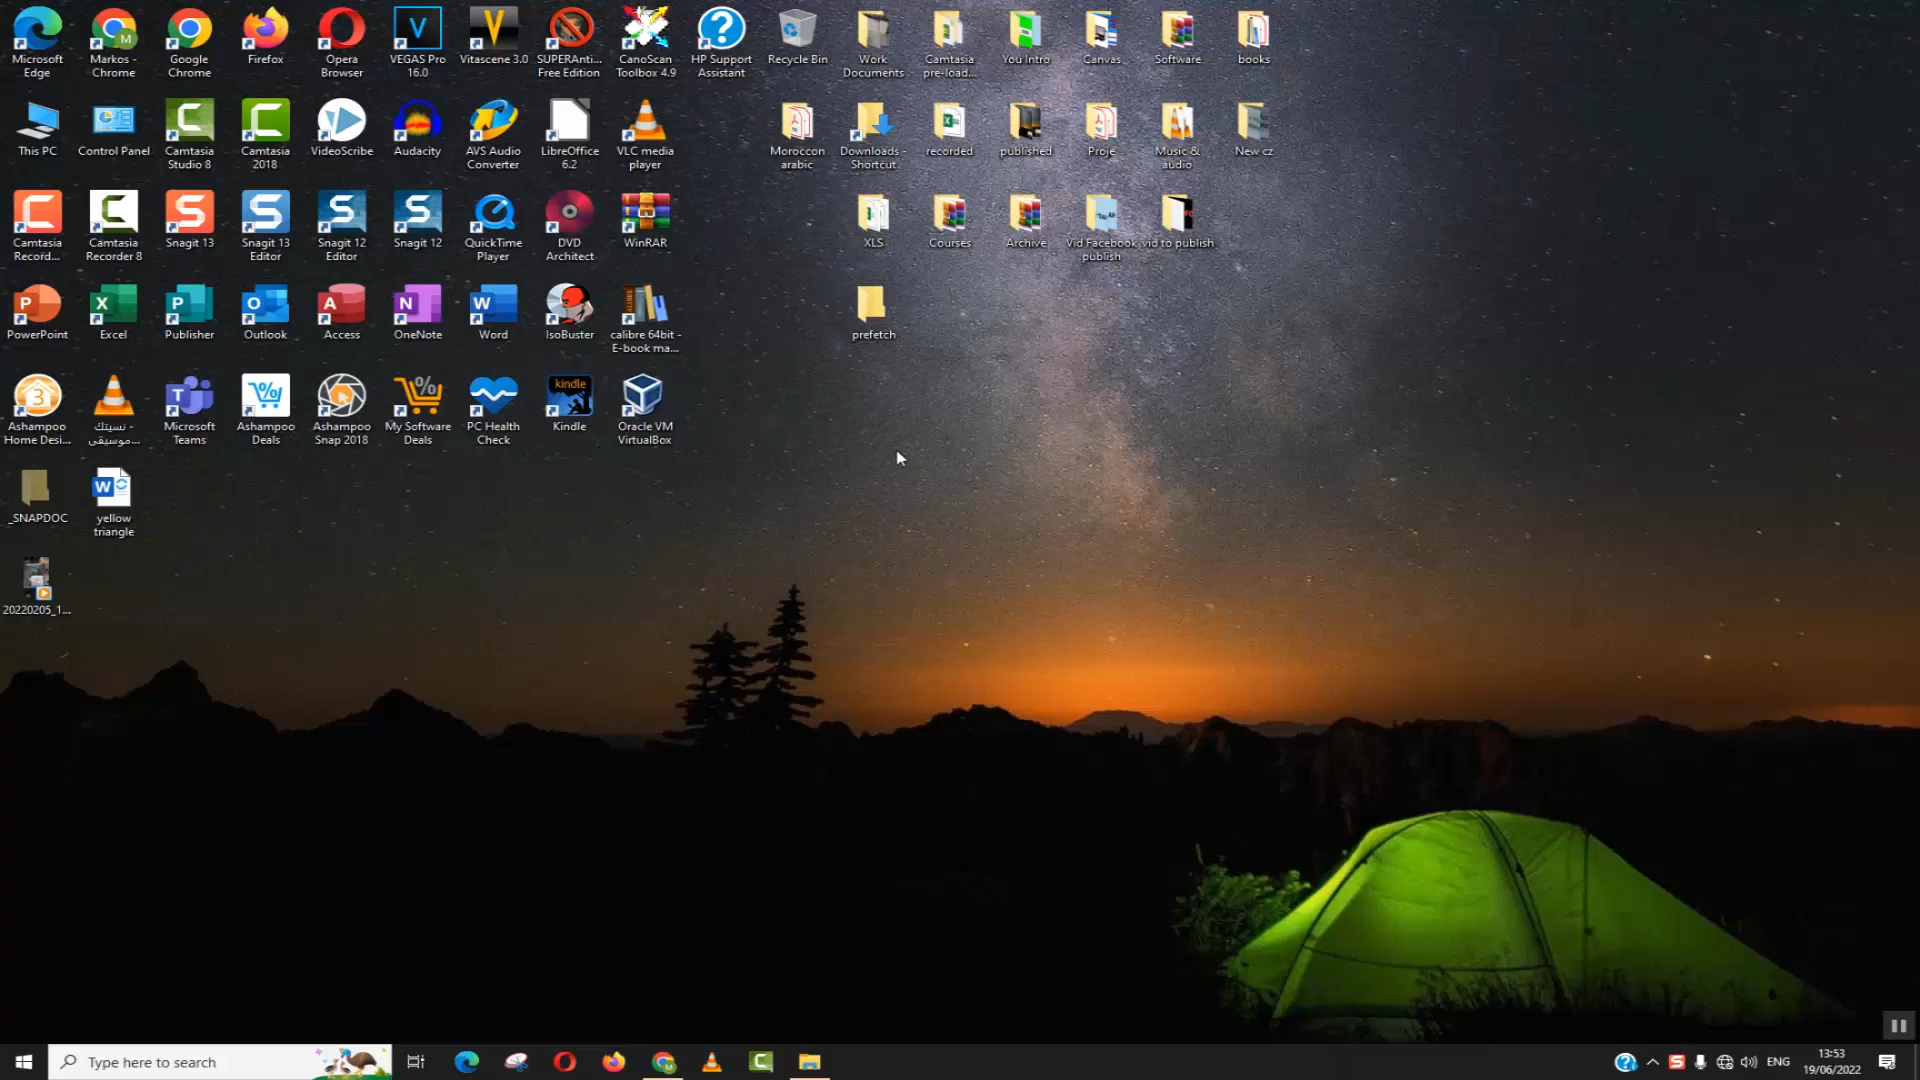 Microsoft Edge
Markos - Chrome
Google Chrome
Firefox
Opera Browser
VEGAS Pro 16.0
Vitascene 3.0
SUPERAnti... Free Edition
CanoScan Toolbox 4.9
HP Support Assistant
Recycle Bin
Work Documents
Camtasia pre-load...
You Intro
Canvas
Software
books
This PC
Control Panel
Camtasia Studio 8
Camtasia 2018
VideoScribe
Audacity
AVS Audio Converter
LibreOffice 6.2
VLC media player
Moroccon arabic
Downloads - Shortcut
recorded
published
Proje
Music & audio
New cz
Camtasia Record...
Camtasia Recorder 8
Snagit 13
Snagit 13 Editor
Snagit 12 Editor
Snagit 12
QuickTime Player
DVD Architect
WinRAR
XLS
Courses
Archive
Vid Facebook publish
vid to publish
PowerPoint
Excel
Publisher
Outlook
Access
OneNote
Word
IsoBuster
calibre 64bit - E-book ma...
prefetch
Ashampoo Home Desi...
نسيتك - موسيقى...
Microsoft Teams
Ashampoo Deals
Ashampoo Snap 2018
My Software Deals
PC Health Check
kindle
Kindle
Oracle VM VirtualBox
_SNAPDOC
yellow triangle
20220205_1...
Type here to search
ENG
13:53
19/06/2022